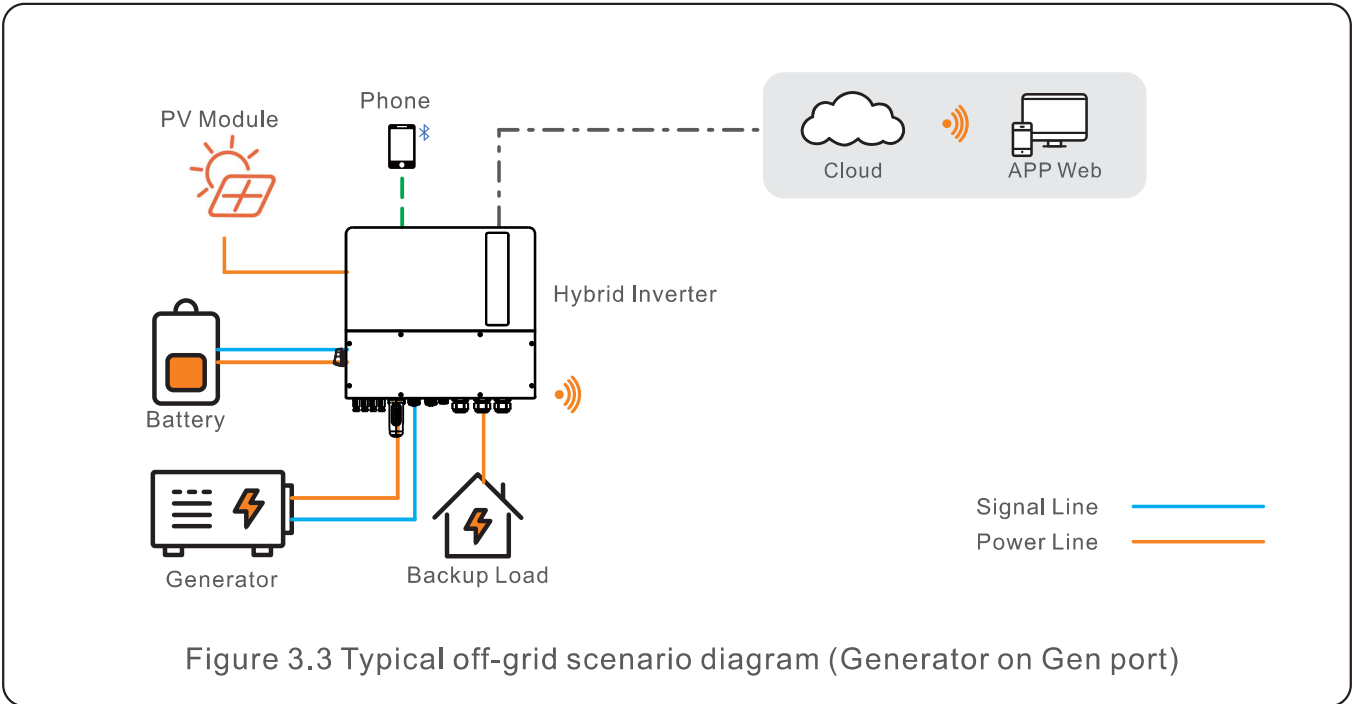 Phone
PV Module
Cloud
APP Web
Hybrid Inverter
Battery
Signal Line
Power Line
Generator
Backup Load
Figure 3.3 Typical off-grid scenario diagram (Generator on Gen port)